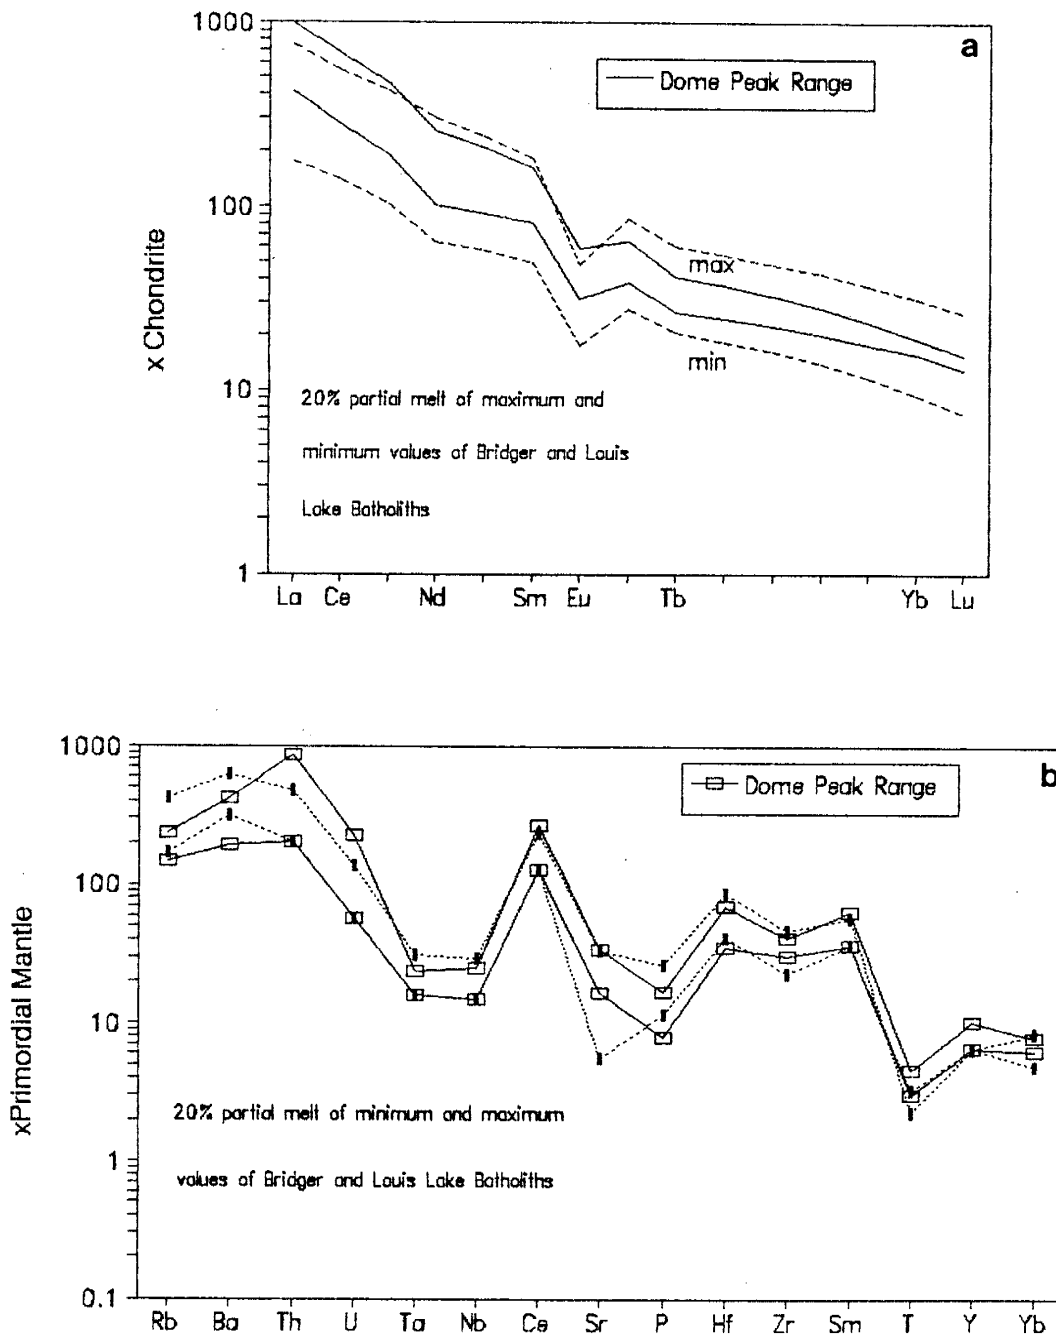 a
1000
100
10
1
x Chondrite
Dome Peak Range
max
min
20% partial melt of maximum and
minimum values of Bridger and Louis
Lake Batholiths
La Ce Nd Sm Eu Tb Yb Lu
b
1000
100
10
1
0.1
xPrimordial Mantle
Dome Peak Range
20% partial melt of minimum and maximum
values of Bridger and Louis Lake Batholiths
Rb Ba Th U Ta Nb Ce Sr P Hf Zr Sm T Y Yb